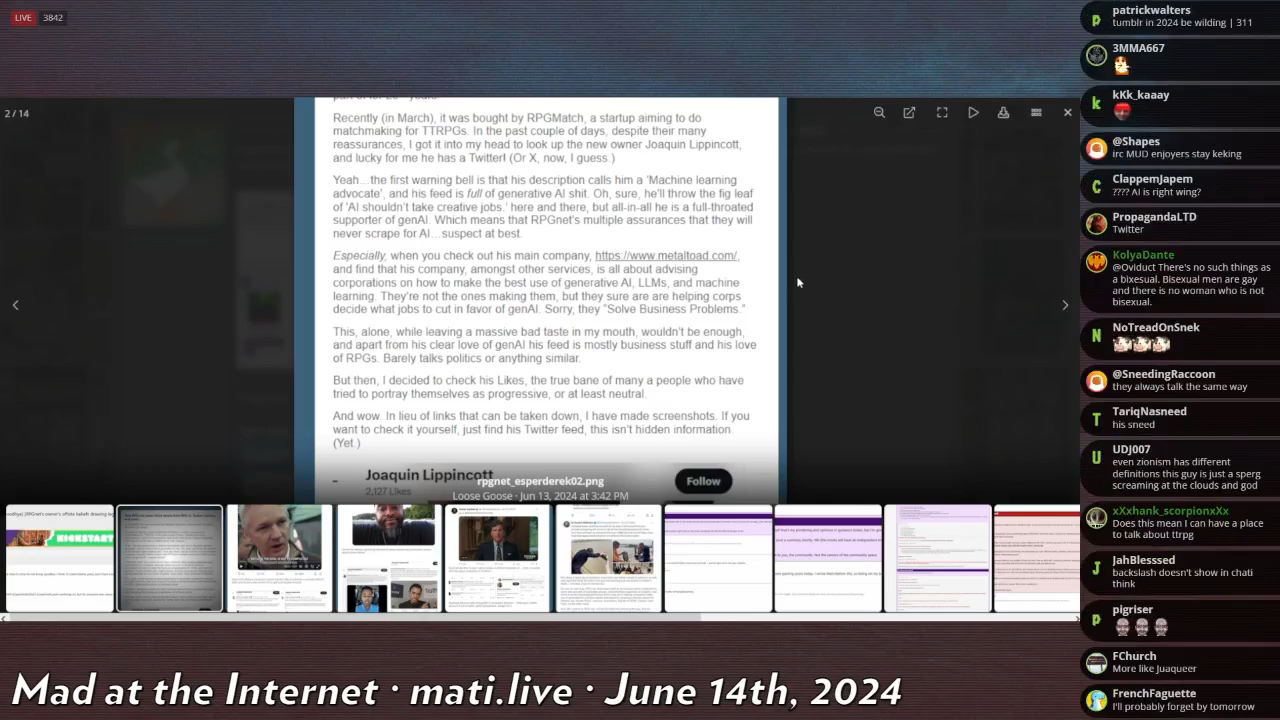 LIVE 3842
2 / 14
Recently (in March), it was bought by RPGMatch, a startup aiming to do
matchmaking for TTRPGs. In the past couple of days, despite their many
reassurances, I got it into my head to look up the new owner Joaquin Lippincott,
and lucky for me he has a Twitter! (Or X, now, I guess.)
Yeah...the first warning bell is that his description calls him a 'Machine learning
advocate', and his feed is full of generative AI shit. Oh, sure, he'll throw the fig leaf
of 'AI shouldn't take creative jobs.' here and there, but all-in-all he is a full-throated
supporter of genAI. Which means that RPGnet's multiple assurances that they will
never scrape for AI...suspect at best.
Especially, when you check out his main company, https://www.metaltoad.com/,
and find that his company, amongst other services, is all about advising
corporations on how to make the best use of generative AI, LLMs, and machine
learning. They're not the ones making them, but they sure are are helping corps
decide what jobs to cut in favor of genAI. Sorry, they "Solve Business Problems."
This, alone, while leaving a massive bad taste in my mouth, wouldn't be enough,
and apart from his clear love of genAI his feed is mostly business stuff and his love
of RPGs. Barely talks politics or anything similar.
But then, I decided to check his Likes, the true bane of many a people who have
tried to portray themselves as progressive, or at least neutral.
And wow. In lieu of links that can be taken down, I have made screenshots. If you
want to check it yourself, just find his Twitter feed, this isn't hidden information.
(Yet.)
Joaquin Lippincott
2,127 Likes
Follow
rpgnet_esperderek02.png
Loose Goose · Jun 13, 2024 at 3:42 PM
Mad at the Internet · mati.live · June 14th, 2024
patrickwalters
tumblr in 2024 be wilding | 311
3MMA667
kKk_kaaay
@Shapes
irc MUD enjoyers stay keking
ClappemJapem
???? AI is right wing?
PropagandaLTD
Twitter
KolyaDante
@Oviduct There's no such things as
a bixesual. Bisexual men are gay
and there is no woman who is not
bisexual.
NoTreadOnSnek
@SneedingRaccoon
they always talk the same way
TariqNasneed
his sneed
UDJ007
even zionism has different
definitions this guy is just a sperg
screaming at the clouds and god
xXxhank_scorpionxXx
Does this mean I can have a place
to talk about ttrpg
JahBlessed
backlash doesn't show in chati
think
pigriser
FChurch
More like Juaqueer
FrenchFaguette
I'll probably forget by tomorrow